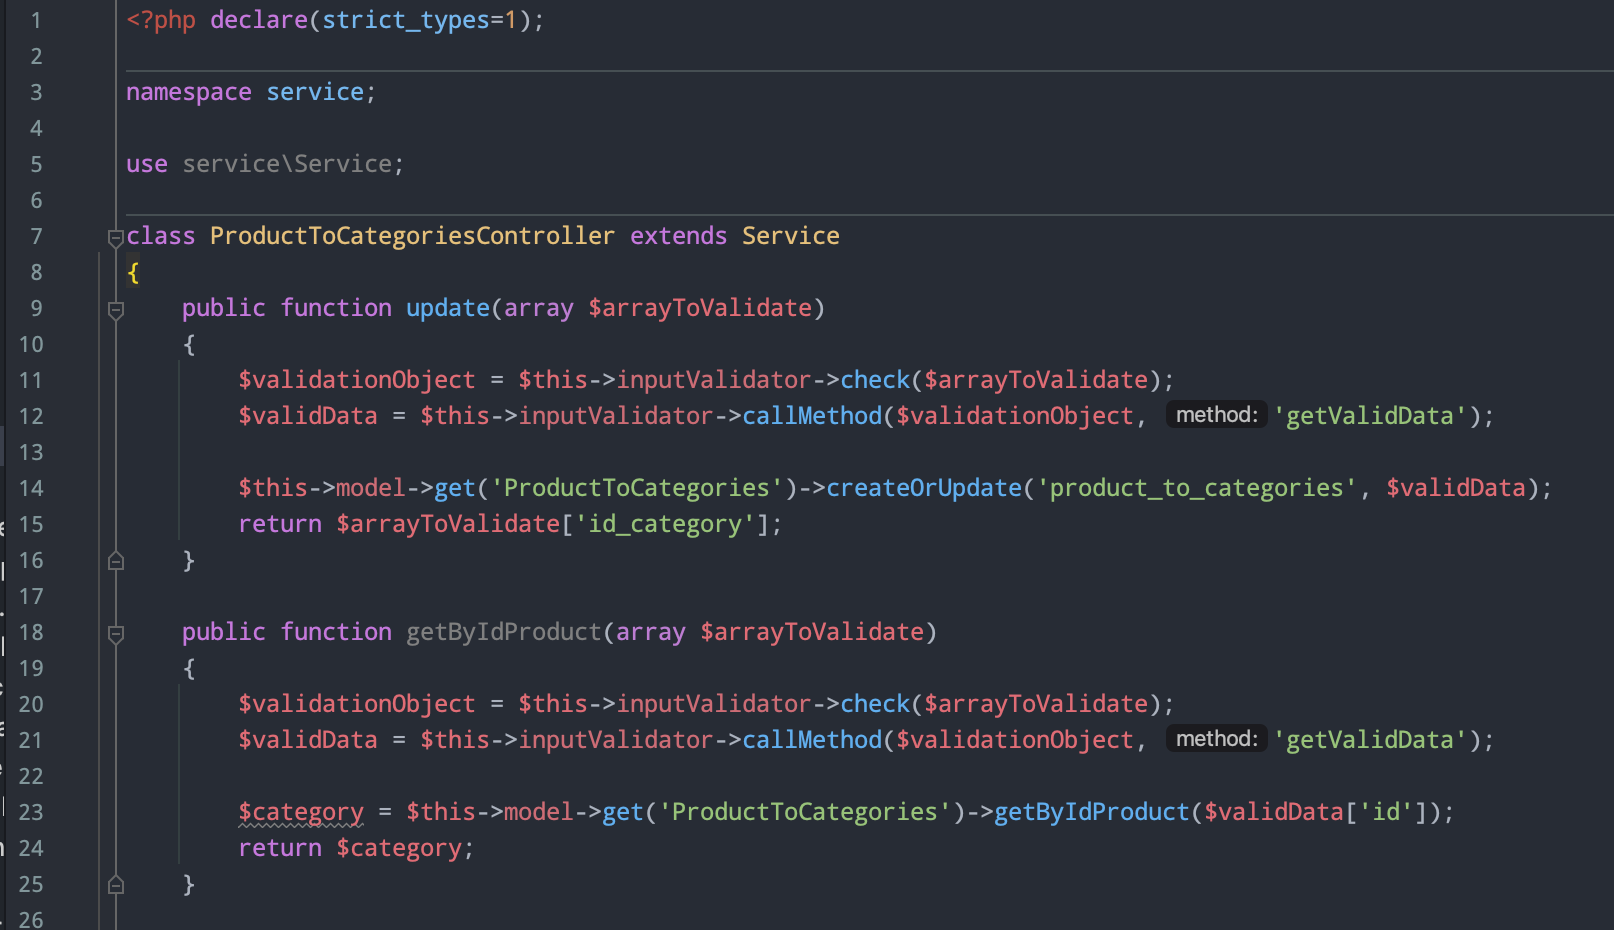 1 <?php declare(strict_types=1);
2
3 namespace service;
4
5 use service\Service;
6
7 class ProductToCategoriesController extends Service
8 {
9 public function update(array $arrayToValidate)
10 {
11 $validationObject = $this->inputValidator->check($arrayToValidate);
12 $validData = $this->inputValidator->callMethod($validationObject, method: 'getValidData');
13
14 $this->model->get('ProductToCategories')->createOrUpdate('product_to_categories', $validData);
15 return $arrayToValidate['id_category'];
16 }
17
18 public function getByIdProduct(array $arrayToValidate)
19 {
20 $validationObject = $this->inputValidator->check($arrayToValidate);
21 $validData = $this->inputValidator->callMethod($validationObject, method: 'getValidData');
22
23 $category = $this->model->get('ProductToCategories')->getByIdProduct($validData['id']);
24 return $category;
25 }
26